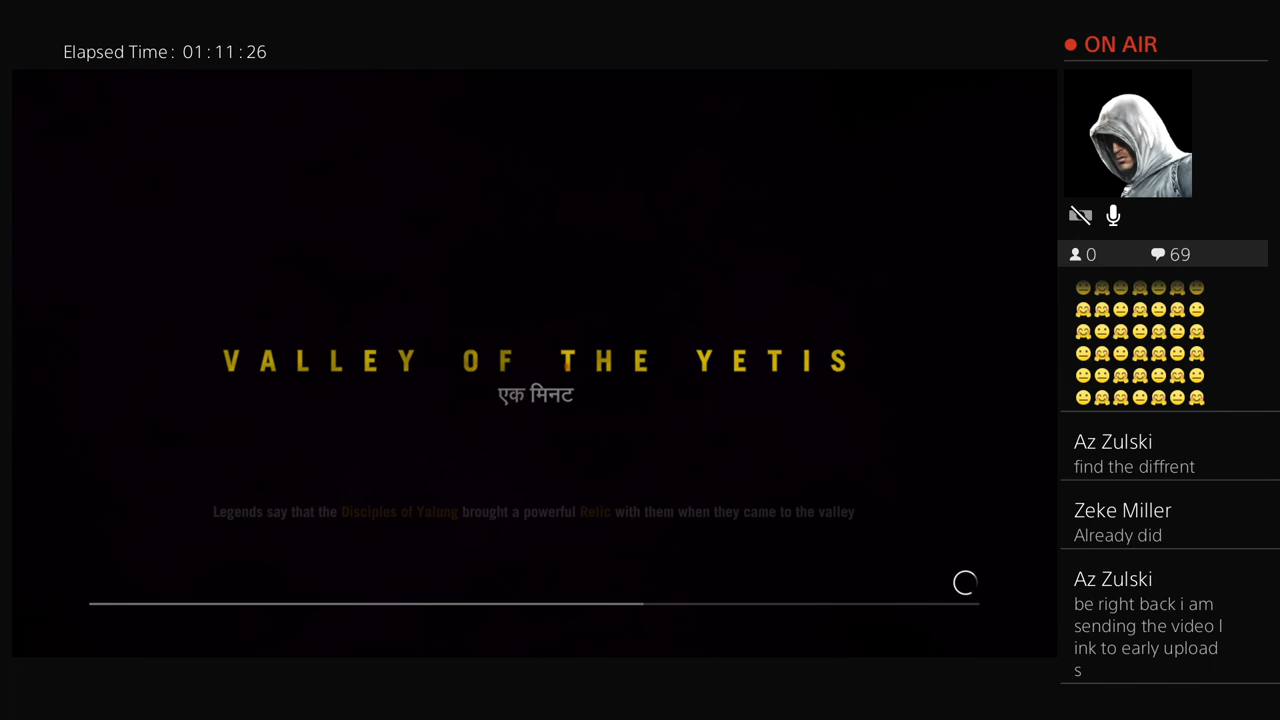 Elapsed Time: 01:11:26
ON AIR
0 69
VALLEY OF THE YETIS
एक मिनट
Legends say that the Disciples of Yalung brought a powerful Relic with them when they came to the valley
Az Zulski
find the diffrent
Zeke Miller
Already did
Az Zulski
be right back i am
sending the video l
ink to early upload
s